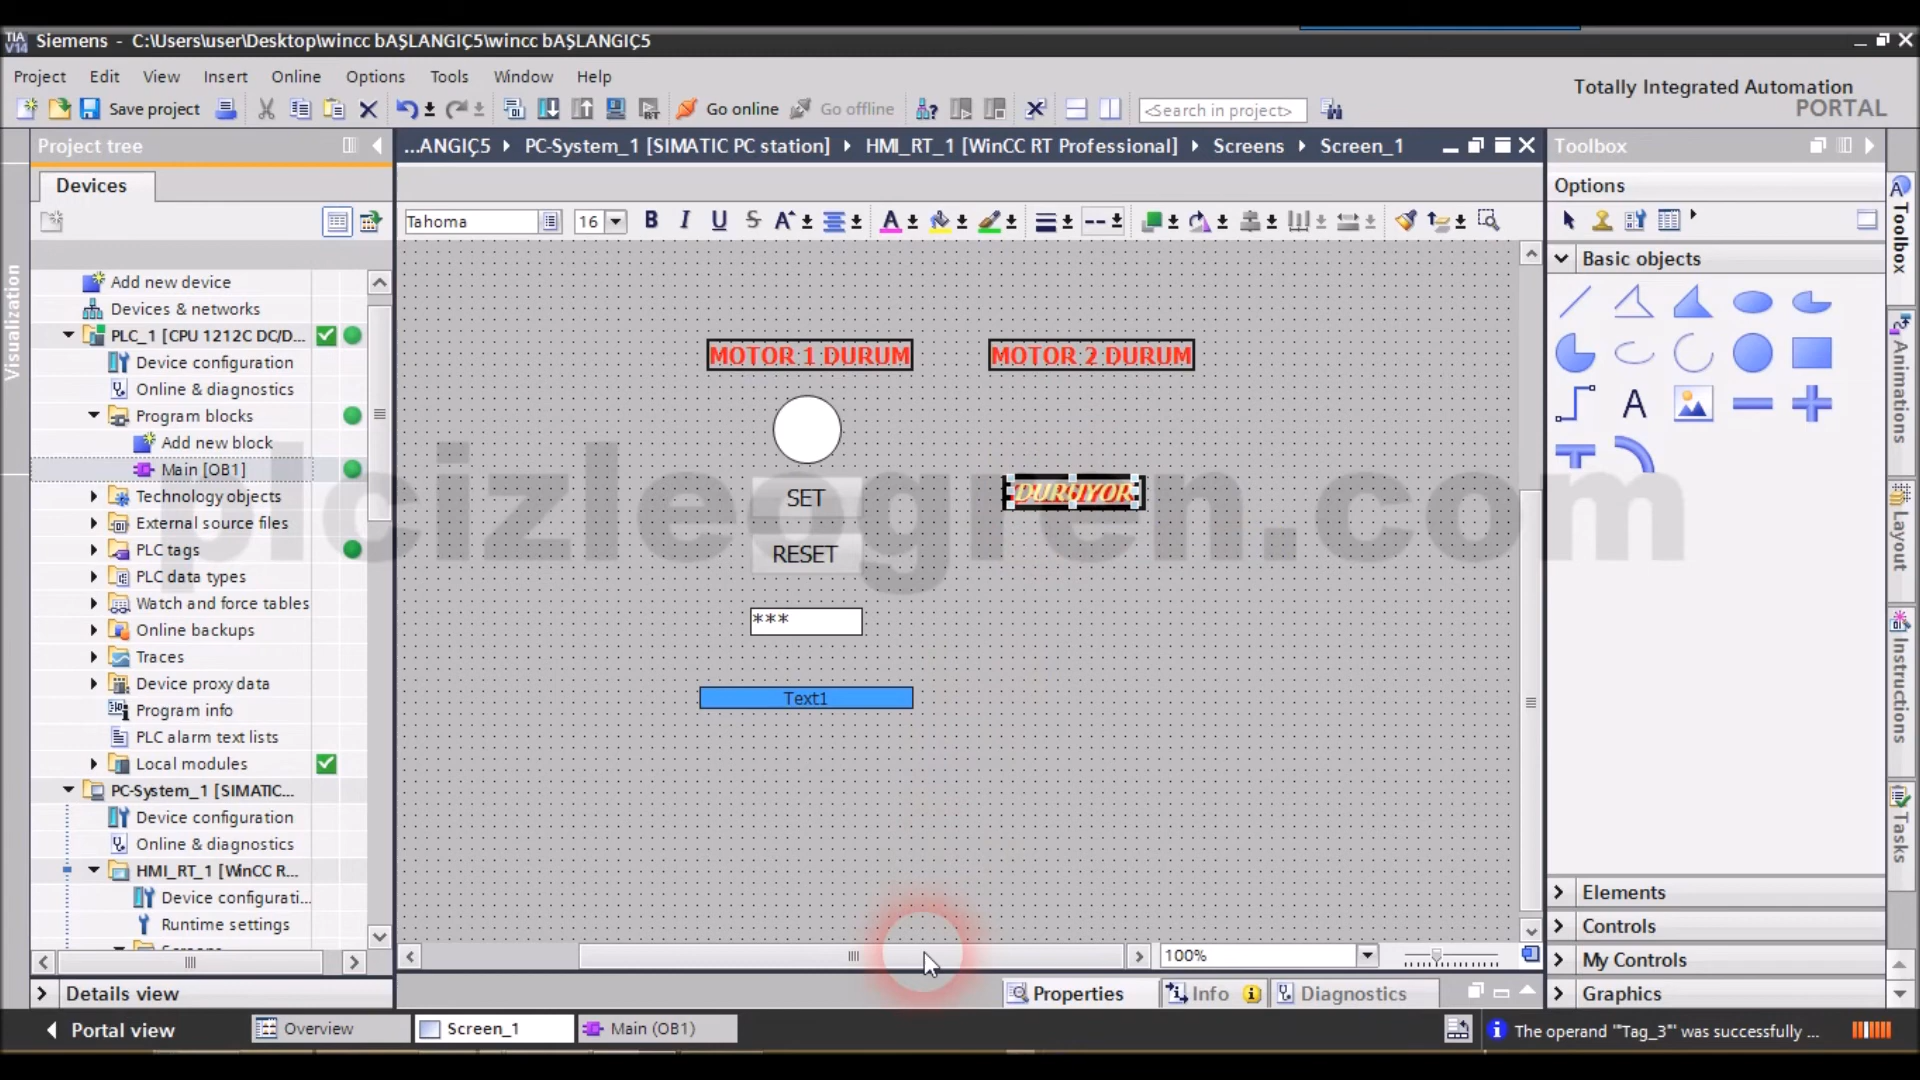 TIA V14 Siemens - C:\Users\user\Desktop\wincc bAŞLANGIÇ5\wincc bAŞLANGIÇ5
Project Edit View Insert Online Options Tools Window Help
Totally Integrated Automation
PORTAL
Save project Go online Go offline <Search in project>
Project tree
...ANGIÇ5 PC-System_1 [SIMATIC PC station] HMI_RT_1 [WinCC RT Professional] Screens Screen_1
Toolbox
Devices
Options
Tahoma 16 B I U S A A
Visualization
Add new device
Devices & networks
PLC_1 [CPU 1212C DC/D...
Device configuration
Online & diagnostics
Program blocks
Add new block
Main [OB1]
Technology objects
External source files
PLC tags
PLC data types
Watch and force tables
Online backups
Traces
Device proxy data
Program info
PLC alarm text lists
Local modules
PC-System_1 [SIMATIC...
Device configuration
Online & diagnostics
HMI_RT_1 [WinCC R...
Device configurati...
Runtime settings
Screens
Details view
MOTOR 1 DURUM
MOTOR 2 DURUM
SET
DURUYOR
RESET
***
Text1
plcizleogren.com
100%
Properties Info Diagnostics
Basic objects
A
Elements
Controls
My Controls
Graphics
Toolbox
Animations
Layout
Instructions
Tasks
Portal view Overview Screen_1 Main (OB1) The operand '"Tag_3"' was successfully ...